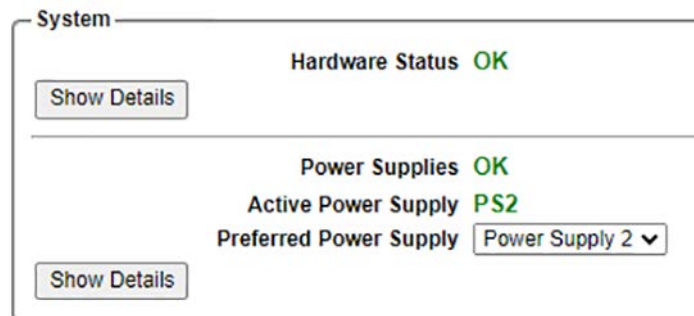 System
Hardware Status OK
Show Details
Power Supplies OK
Active Power Supply PS2
Preferred Power Supply Power Supply 2
Show Details